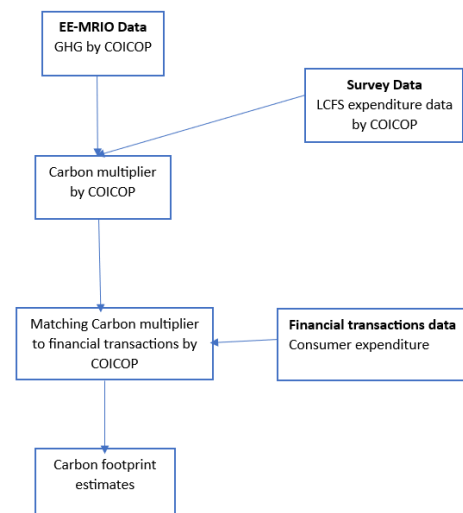 EE-MRIO Data
GHG by COICOP
Survey Data
LCFS expenditure data
by COICOP
Carbon multiplier
by COICOP
Matching Carbon multiplier
to financial transactions by
COICOP
Financial transactions data
Consumer expenditure
Carbon footprint
estimates